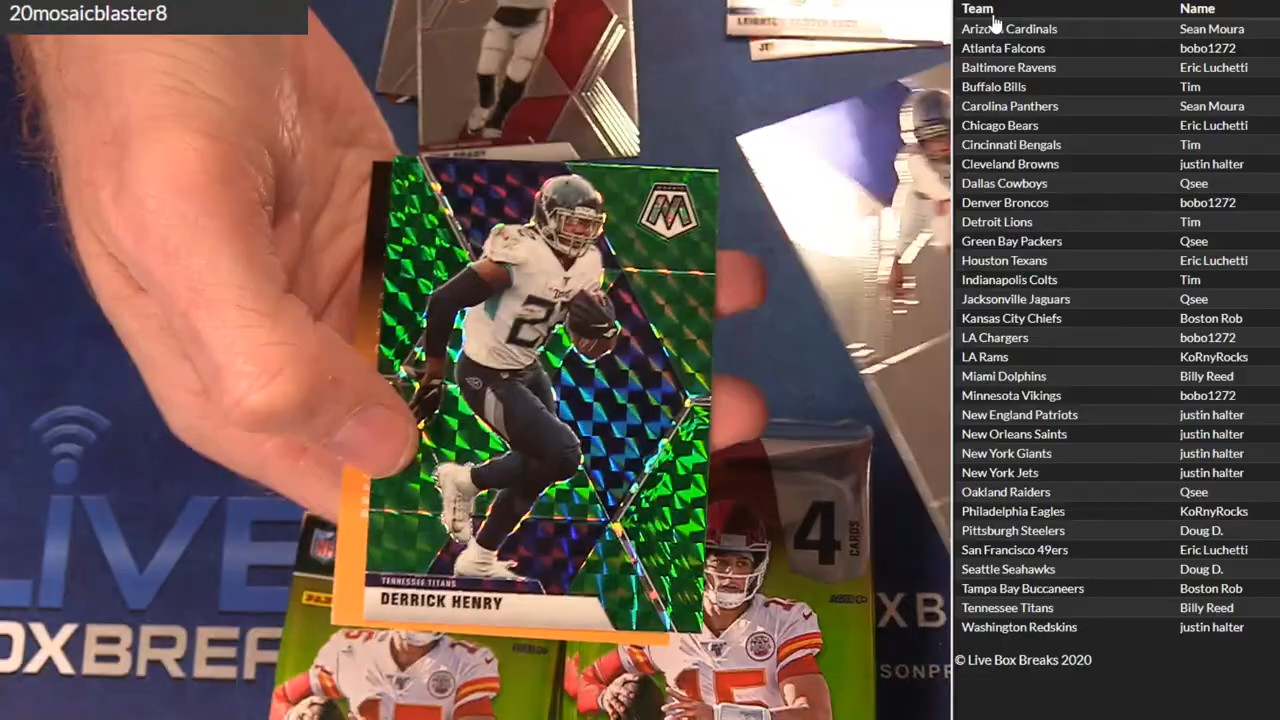 20mosaicblaster8
TENNESSEE TITANS
DERRICK HENRY
4
CARDS
NFL
LIVE
OXBREA
XB
SONPR
15
Team Name
Arizona Cardinals Sean Moura
Atlanta Falcons bobo1272
Baltimore Ravens Eric Luchetti
Buffalo Bills Tim
Carolina Panthers Sean Moura
Chicago Bears Eric Luchetti
Cincinnati Bengals Tim
Cleveland Browns justin halter
Dallas Cowboys Qsee
Denver Broncos bobo1272
Detroit Lions Tim
Green Bay Packers Qsee
Houston Texans Eric Luchetti
Indianapolis Colts Tim
Jacksonville Jaguars Qsee
Kansas City Chiefs Boston Rob
LA Chargers bobo1272
LA Rams KoRnyRocks
Miami Dolphins Billy Reed
Minnesota Vikings bobo1272
New England Patriots justin halter
New Orleans Saints justin halter
New York Giants justin halter
New York Jets justin halter
Oakland Raiders Qsee
Philadelphia Eagles KoRnyRocks
Pittsburgh Steelers Doug D.
San Francisco 49ers Eric Luchetti
Seattle Seahawks Doug D.
Tampa Bay Buccaneers Boston Rob
Tennessee Titans Billy Reed
Washington Redskins justin halter
© Live Box Breaks 2020